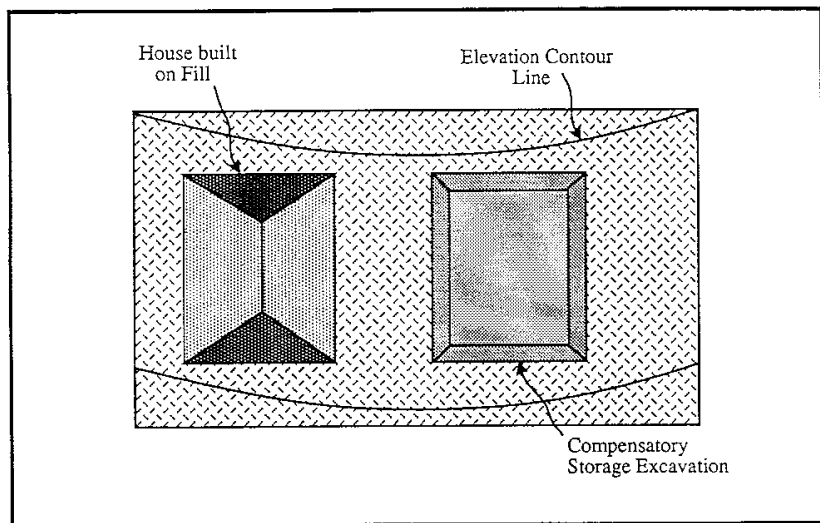 House built
on Fill
Elevation Contour
Line
Compensatory
Storage Excavation